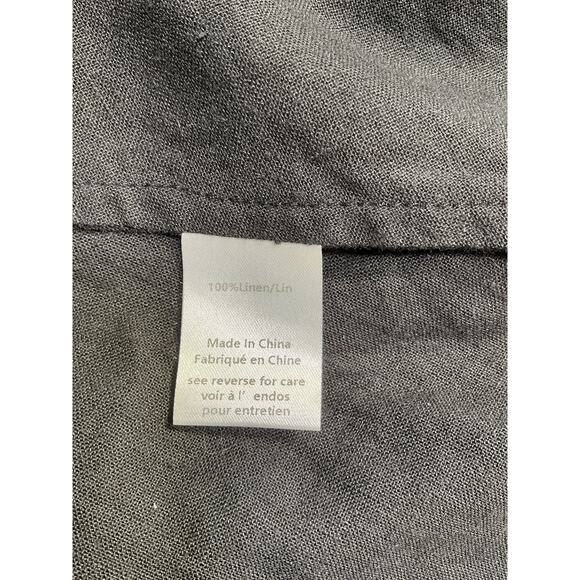 100%Linen/Lin
Made In China
Fabriqué en Chine
see reverse for care
voir à l' endos
pour entretien